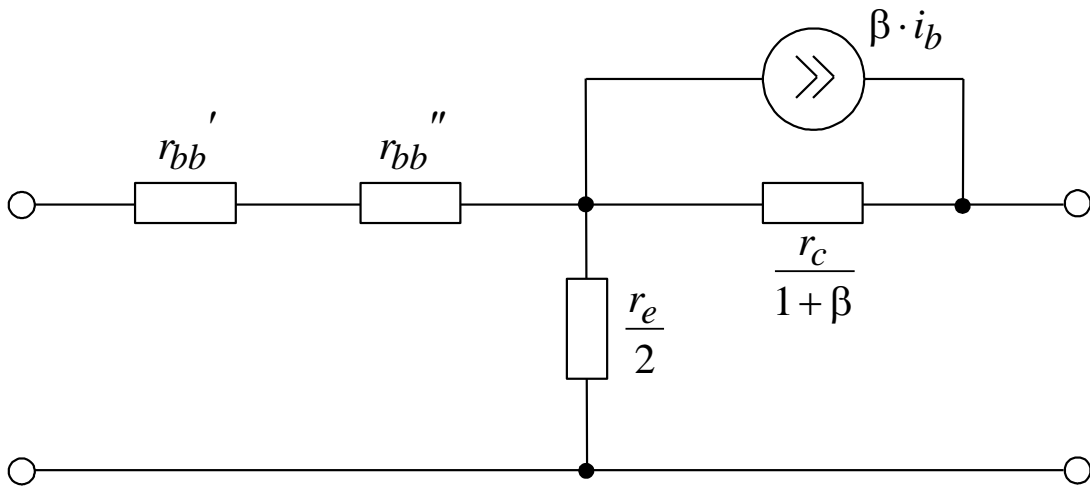 β · i_b
r_bb'
r_bb''
r_c
1 + β
r_e
2